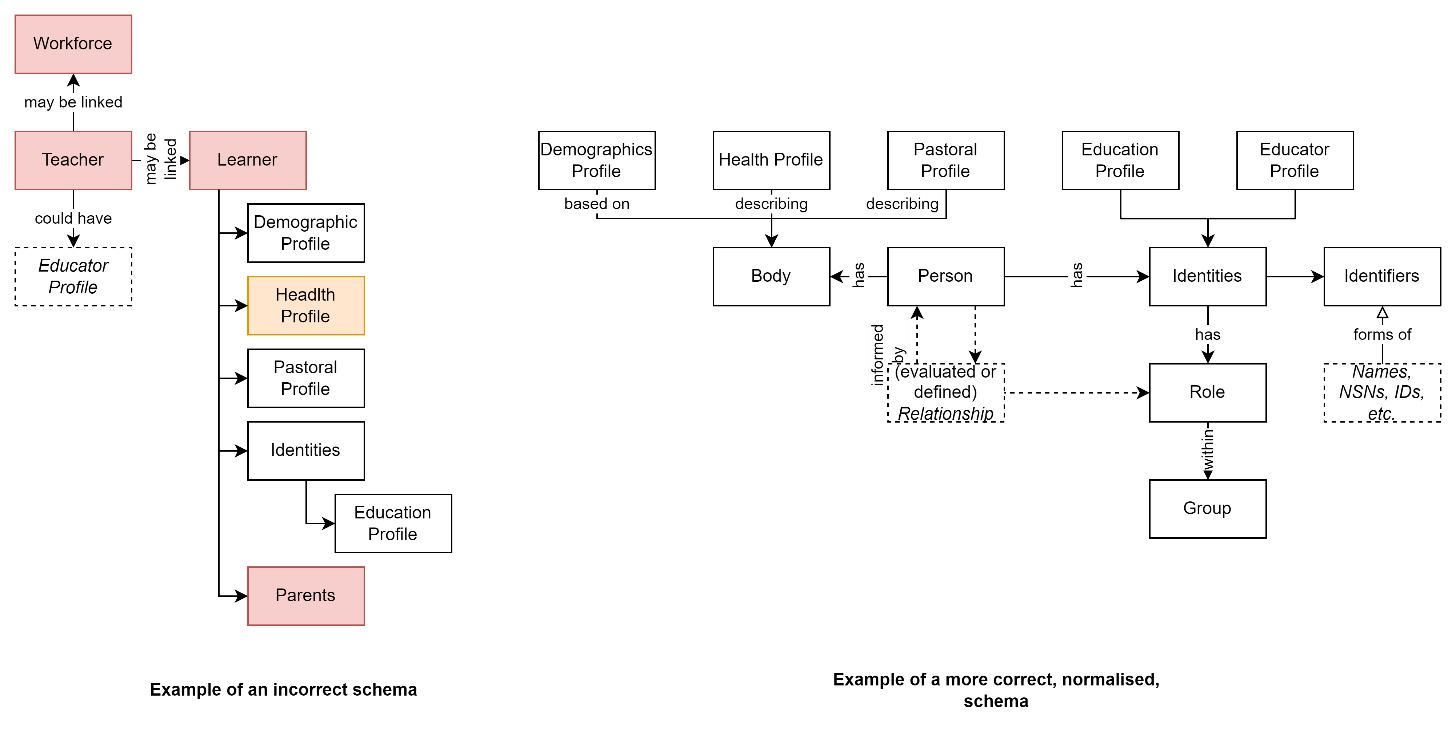 Workforce
may be linked
Teacher
may be
linked
Learner
could have
Educator
Profile
Demographic
Profile
Headlth
Profile
Pastoral
Profile
Identities
Education
Profile
Parents
Example of an incorrect schema
Demographics
Profile
Health Profile
Pastoral
Profile
Education
Profile
Educator
Profile
based on
describing
describing
Body
has
Person
has
Identities
Identifiers
informed
by
has
forms of
(evaluated or
defined)
Relationship
Role
Names,
NSNs, IDs,
etc.
within
Group
Example of a more correct, normalised,
schema